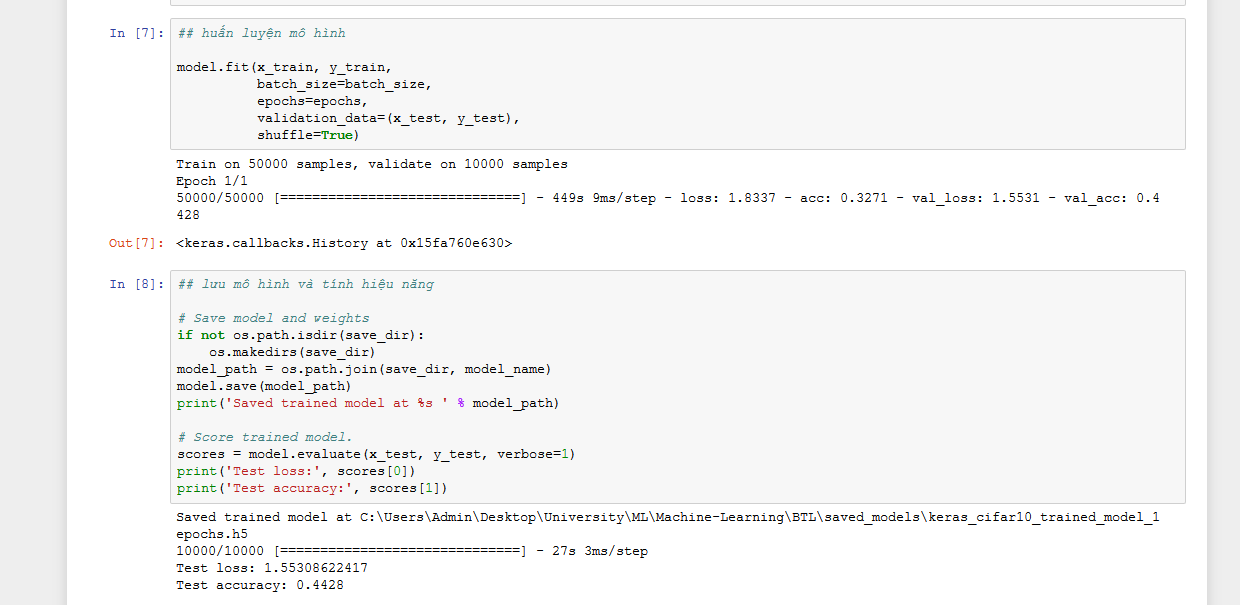 In [7]: ## huấn luyện mô hình
model.fit(x_train, y_train,
batch_size=batch_size,
epochs=epochs,
validation_data=(x_test, y_test),
shuffle=True)
Train on 50000 samples, validate on 10000 samples
Epoch 1/1
50000/50000 [==============================] - 449s 9ms/step - loss: 1.8337 - acc: 0.3271 - val_loss: 1.5531 - val_acc: 0.4
428
Out[7]: <keras.callbacks.History at 0x15fa760e630>
In [8]: ## lưu mô hình và tính hiệu năng
# Save model and weights
if not os.path.isdir(save_dir):
os.makedirs(save_dir)
model_path = os.path.join(save_dir, model_name)
model.save(model_path)
print('Saved trained model at %s ' % model_path)
# Score trained model.
scores = model.evaluate(x_test, y_test, verbose=1)
print('Test loss:', scores[0])
print('Test accuracy:', scores[1])
Saved trained model at C:\Users\Admin\Desktop\University\ML\Machine-Learning\BTL\saved_models\keras_cifar10_trained_model_1
epochs.h5
10000/10000 [==============================] - 27s 3ms/step
Test loss: 1.55308622417
Test accuracy: 0.4428